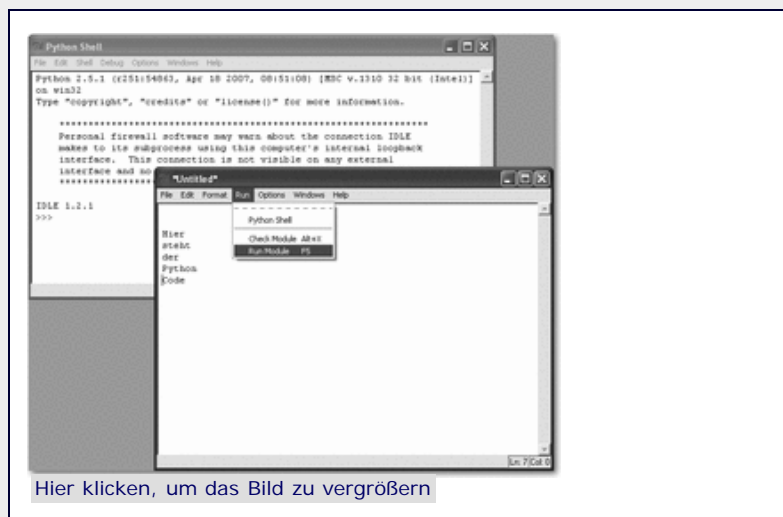 Python Shell
File Edit Shell Debug Options Windows Help
Python 2.5.1 (r251:54863, Apr 18 2007, 08:51:08) [MSC v.1310 32 bit (Intel)]
on win32
Type "copyright", "credits" or "license()" for more information.
****************************************************************
Personal firewall software may warn about the connection IDLE
makes to its subprocess using this computer's internal loopback
interface. This connection is not visible on any external
interface and no
IDLE 1.2.1
>>>
*Untitled*
File Edit Format Run Options Windows Help
Python Shell
Check Module Alt+X
Run Module F5
Hier
steht
der
Python
Code
Ln: 7 Col: 0
Hier klicken, um das Bild zu vergrößern